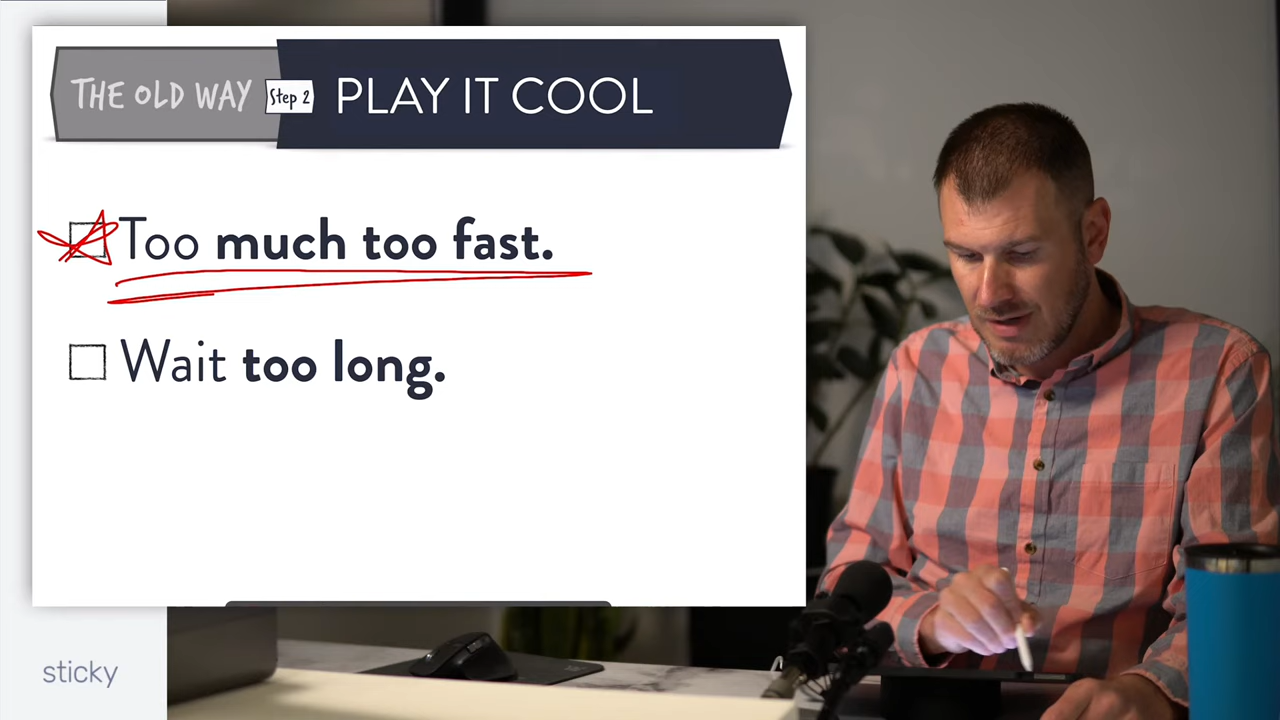 THE OLD WAY Step 2 PLAY IT COOL
Too much too fast.
Wait too long.
sticky